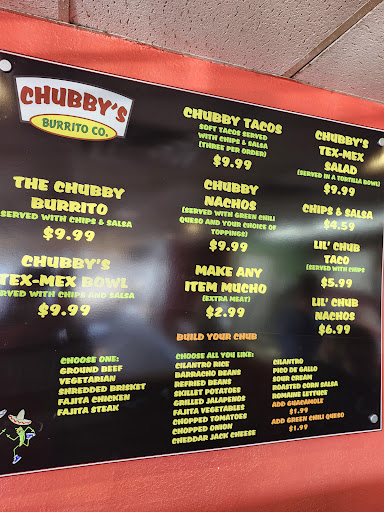 CHUBBY'S
BURRITO CO.
THE CHUBBY
BURRITO
SERVED WITH CHIPS & SALSA
$9.99
CHUBBY'S
TEX-MEX BOWL
SERVED WITH CHIPS AND SALSA
$9.99
CHUBBY TACOS
SOFT TACOS SERVED
WITH CHIPS & SALSA
(THREE PER ORDER)
$9.99
CHUBBY
NACHOS
(SERVED WITH GREEN CHILI
QUESO AND YOUR CHOICE OF
TOPPINGS)
$9.99
MAKE ANY
ITEM MUCHO
(EXTRA MEAT)
$2.99
CHUBBY'S
TEX-MEX
SALAD
(SERVED IN A TORTILLA BOWL)
$9.99
CHIPS & SALSA
$4.59
LIL' CHUB
TACO
(SERVED WITH CHIPS
$5.99
LIL' CHUB
NACHOS
$6.99
BUILD YOUR CHUB
CHOOSE ONE:
GROUND BEEF
VEGETARIAN
SHREDDED BRISKET
FAJITA CHICKEN
FAJITA STEAK
CHOOSE ALL YOU LIKE:
CILANTRO RICE
BARRACHO BEANS
REFRIED BEANS
SKILLET POTATOES
GRILLED JALAPENOS
FAJITA VEGETABLES
CHOPPED TOMATOES
CHOPPED ONION
CHEDDAR JACK CHEESE
CILANTRO
PICO DE GALLO
SOUR CREAM
ROASTED CORN SALSA
ROMAINE LETTUCE
ADD GUACAMOLE
$1.99
ADD GREEN CHILI QUESO
$1.99